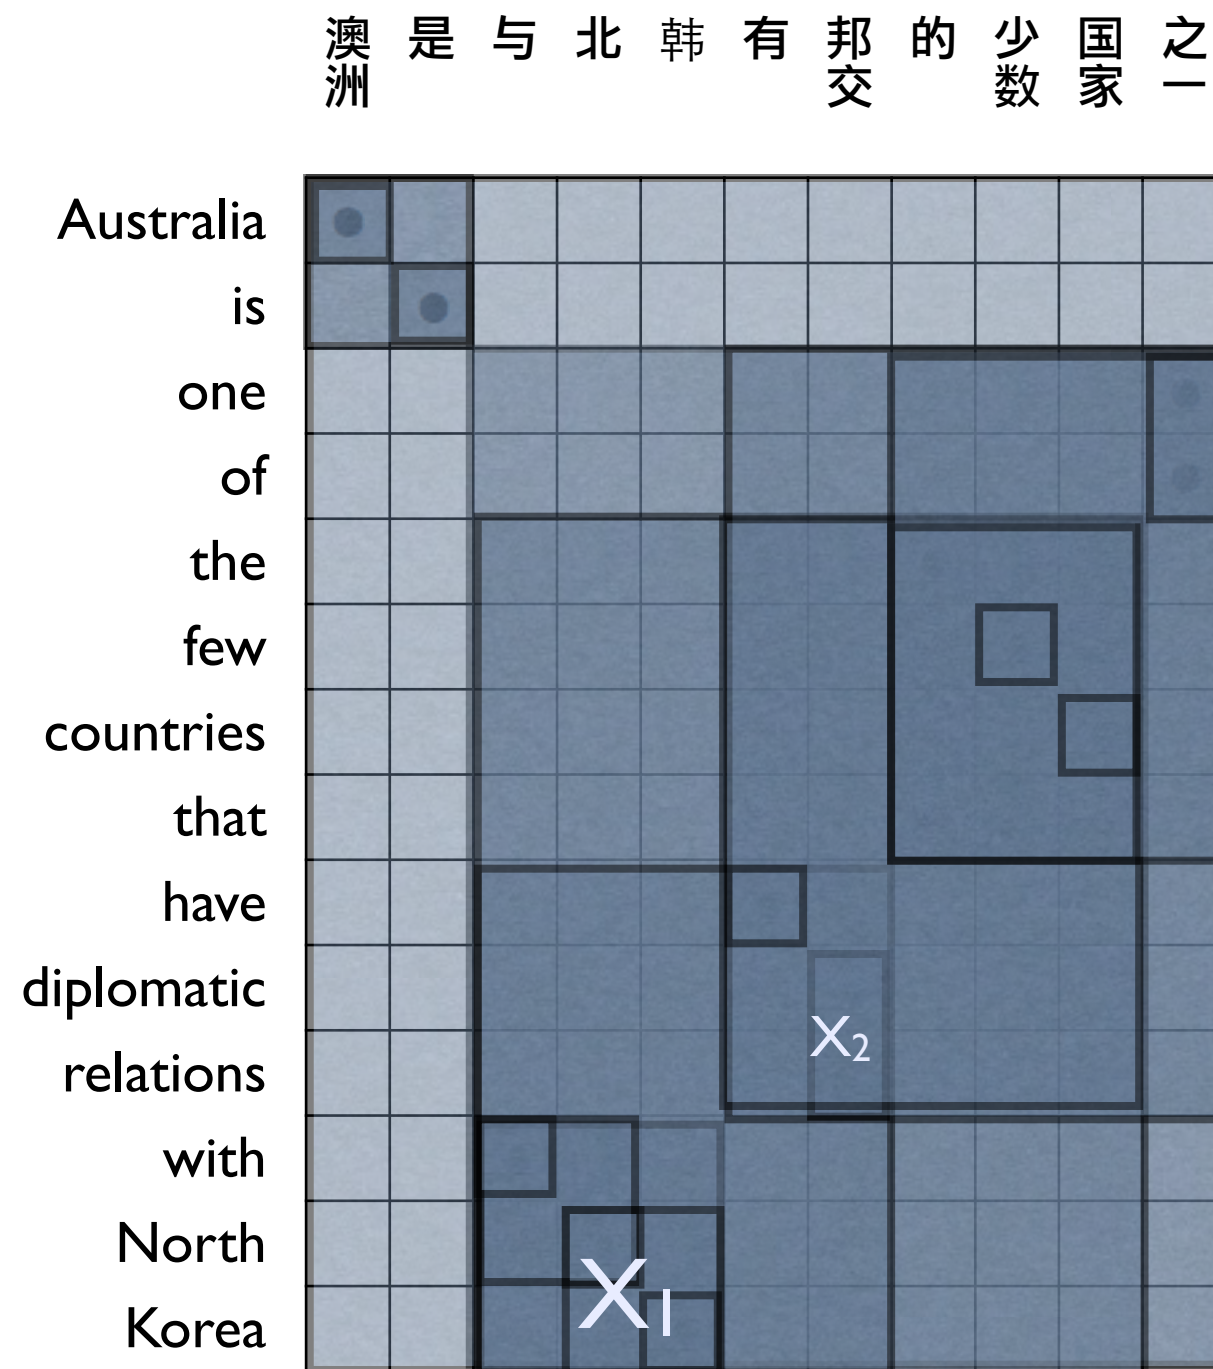 澳洲 是 与 北 韩 有 邦交 的 少数 国家 之一
Australia
is
one
of
the
few
countries
that
have
diplomatic
relations
X₂
with
North
X₁
Korea